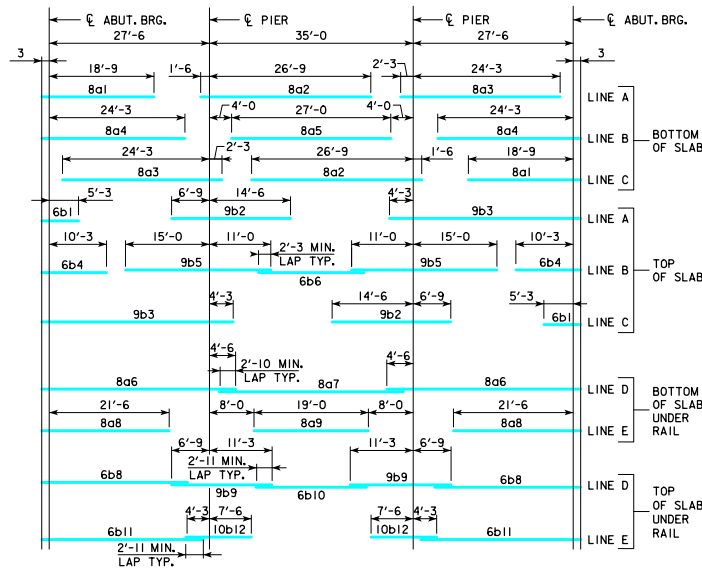 ℄ ABUT. BRG. ℄ PIER ℄ PIER ℄ ABUT. BRG.
27'-6 35'-0 27'-6
3 3
18'-9 1'-6 26'-9 2'-3 24'-3
8a1 8a2 8a3 LINE A
24'-3 4'-0 27'-0 4'-0 24'-3
8a4 8a5 8a4 LINE B
BOTTOM
OF SLAB
24'-3 2'-3 26'-9 1'-6 18'-9
8a3 8a2 8a1 LINE C
5'-3 6'-9 14'-6 4'-3
6b1 9b2 9b3 LINE A
10'-3 15'-0 11'-0 2'-3 MIN. 11'-0 15'-0 10'-3
LAP TYP.
6b4 9b5 6b6 9b5 6b4 LINE B
TOP
OF SLAB
4'-3 14'-6 6'-9 5'-3
9b3 9b2 6b1 LINE C
4'-6 4'-6
2'-10 MIN.
LAP TYP.
8a6 8a7 8a6 LINE D
21'-6 8'-0 19'-0 8'-0 21'-6
8a8 8a9 8a8 LINE E
BOTTOM
OF SLAB
UNDER
RAIL
6'-9 11'-3 11'-3 6'-9
2'-11 MIN.
LAP TYP.
6b8 9b9 6b10 9b9 6b8 LINE D
4'-3 7'-6 7'-6 4'-3
6b11 10b12 10b12 6b11 LINE E
2'-11 MIN.
LAP TYP.
TOP
OF SLAB
UNDER
RAIL